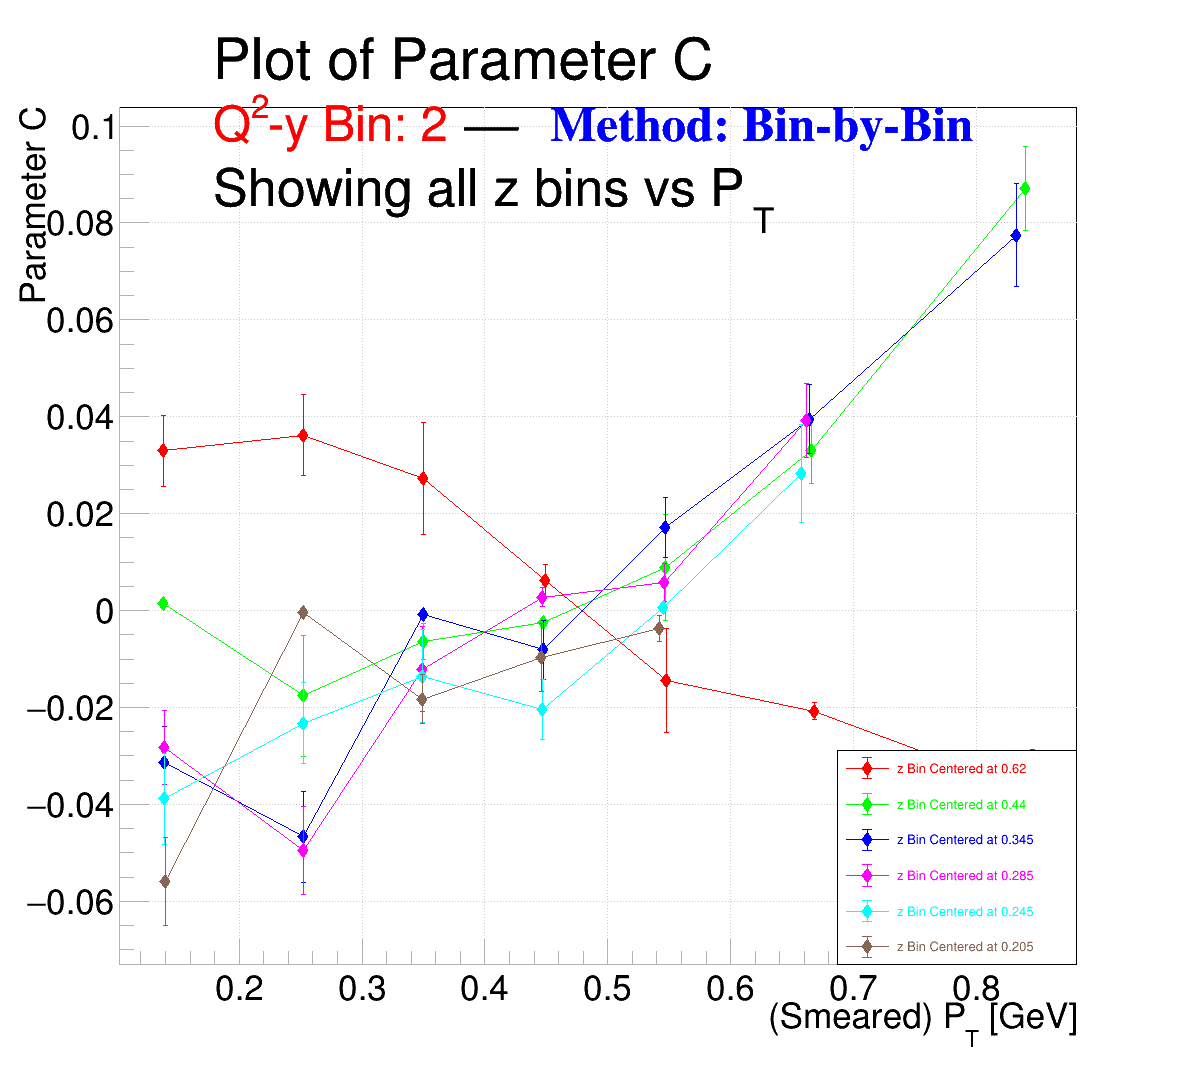 Plot of Parameter C
Q²-y Bin: 2 — Method: Bin-by-Bin
Showing all z bins vs P_T
Parameter C
0.1
0.08
0.06
0.04
0.02
0
−0.02
−0.04
−0.06
z Bin Centered at 0.62
z Bin Centered at 0.44
z Bin Centered at 0.345
z Bin Centered at 0.285
z Bin Centered at 0.245
z Bin Centered at 0.205
0.2 0.3 0.4 0.5 0.6 0.7 0.8
(Smeared) P_T [GeV]